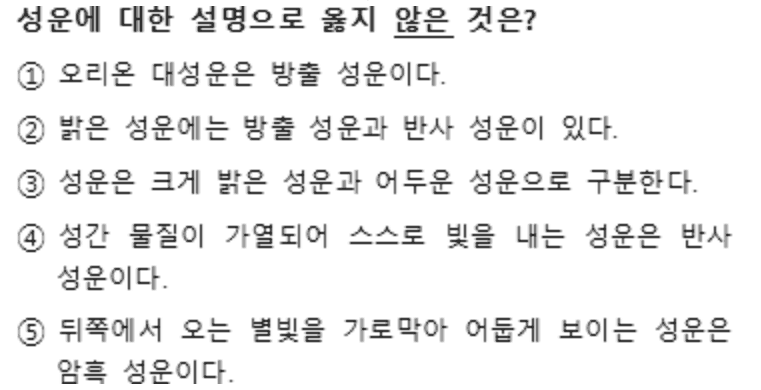 성운에 대한 설명으로 옳지 않은 것은?
① 오리온 대성운은 방출 성운이다.
② 밝은 성운에는 방출 성운과 반사 성운이 있다.
③ 성운은 크게 밝은 성운과 어두운 성운으로 구분한다.
④ 성간 물질이 가열되어 스스로 빛을 내는 성운은 반사
성운이다.
⑤ 뒤쪽에서 오는 별빛을 가로막아 어둡게 보이는 성운은
암흑 성운이다.